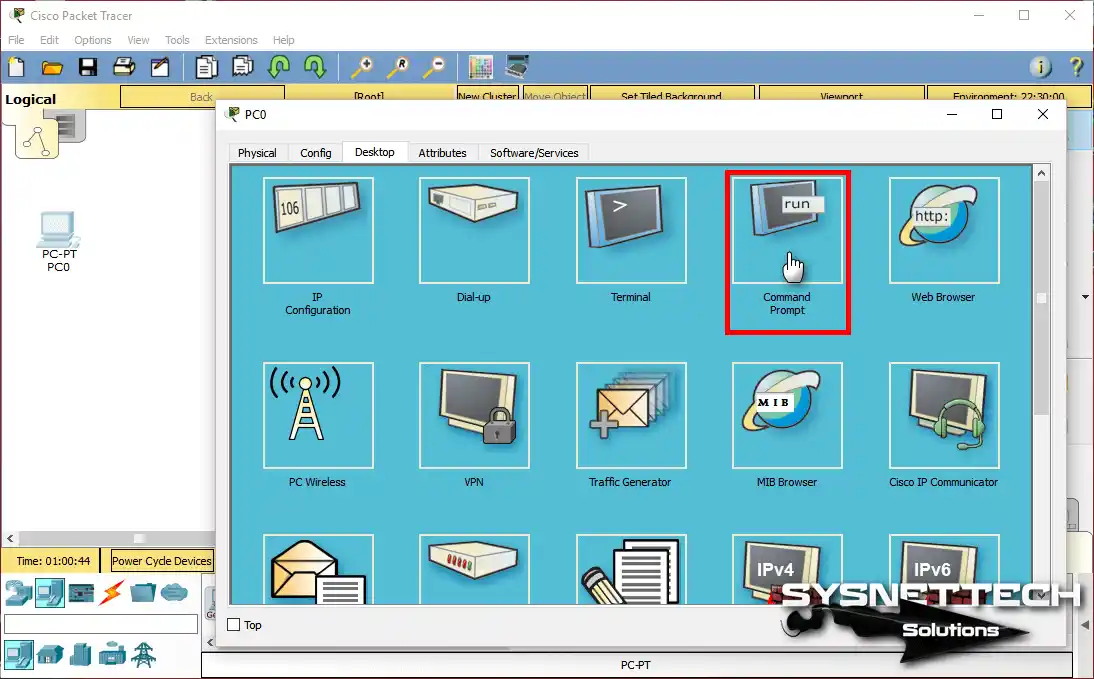 Cisco Packet Tracer
File Edit Options View Tools Extensions Help
R
i ?
Logical
Back [Root] New Cluster Move Object Set Tiled Background Viewport Environment: 22:30:00
PC0
Physical Config Desktop Attributes Software/Services
106
>
run
http:
IP
Configuration
Dial-up
Terminal
Command
Prompt
Web Browser
PC-PT
PC0
MIB
PC Wireless
VPN
Traffic Generator
MIB Browser
Cisco IP Communicator
Time: 01:00:44 Power Cycle Devices
IPv4
IPv6
SYSNETTECH
Solutions
Top
PC-PT